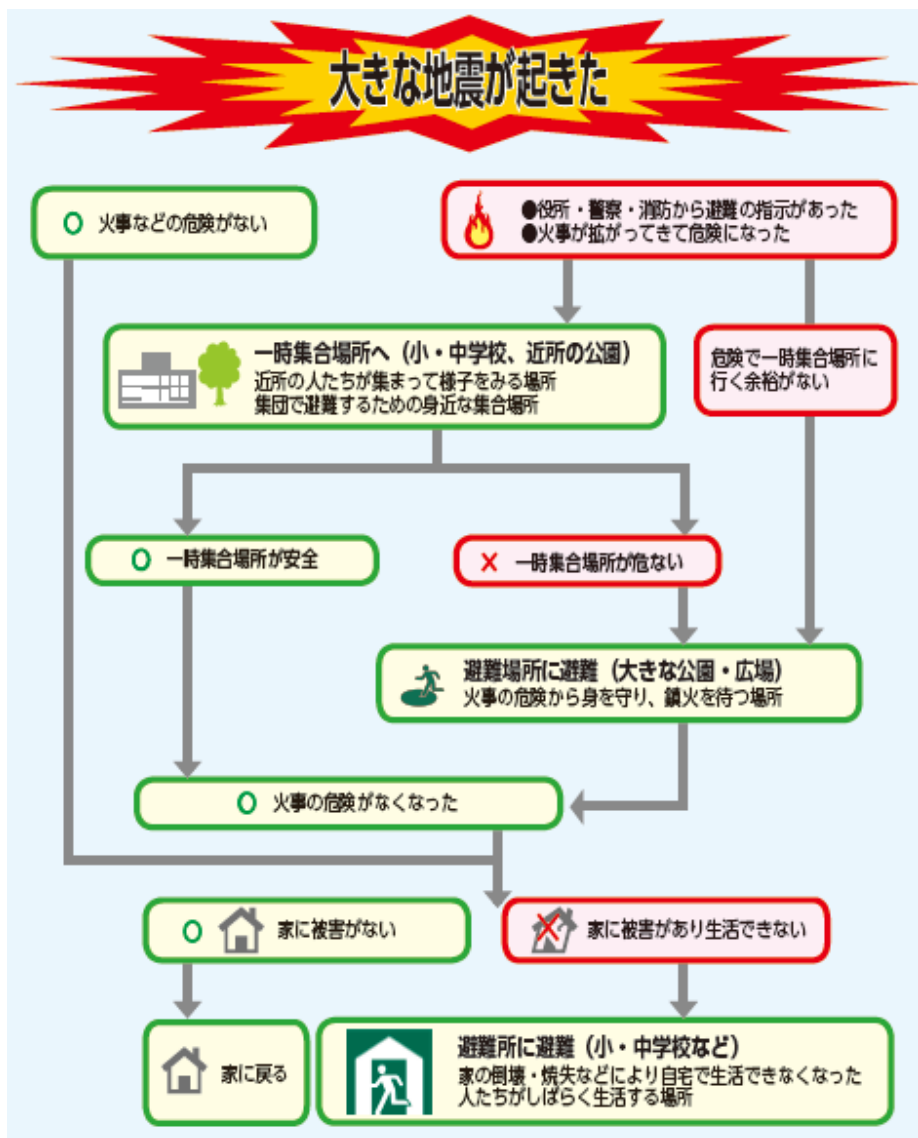 大きな地震が起きた
○ 火事などの危険がない
●役所・警察・消防から避難の指示があった
●火事が拡がってきて危険になった
一時集合場所へ（小・中学校、近所の公園）
近所の人たちが集まって様子をみる場所
集団で避難するための身近な集合場所
危険で一時集合場所に
行く余裕がない
○ 一時集合場所が安全
× 一時集合場所が危ない
避難場所に避難（大きな公園・広場）
火事の危険から身を守り、鎮火を待つ場所
○ 火事の危険がなくなった
○ 家に被害がない
家に被害があり生活できない
家に戻る
避難所に避難（小・中学校など）
家の倒壊・焼失などにより自宅で生活できなくなった
人たちがしばらく生活する場所